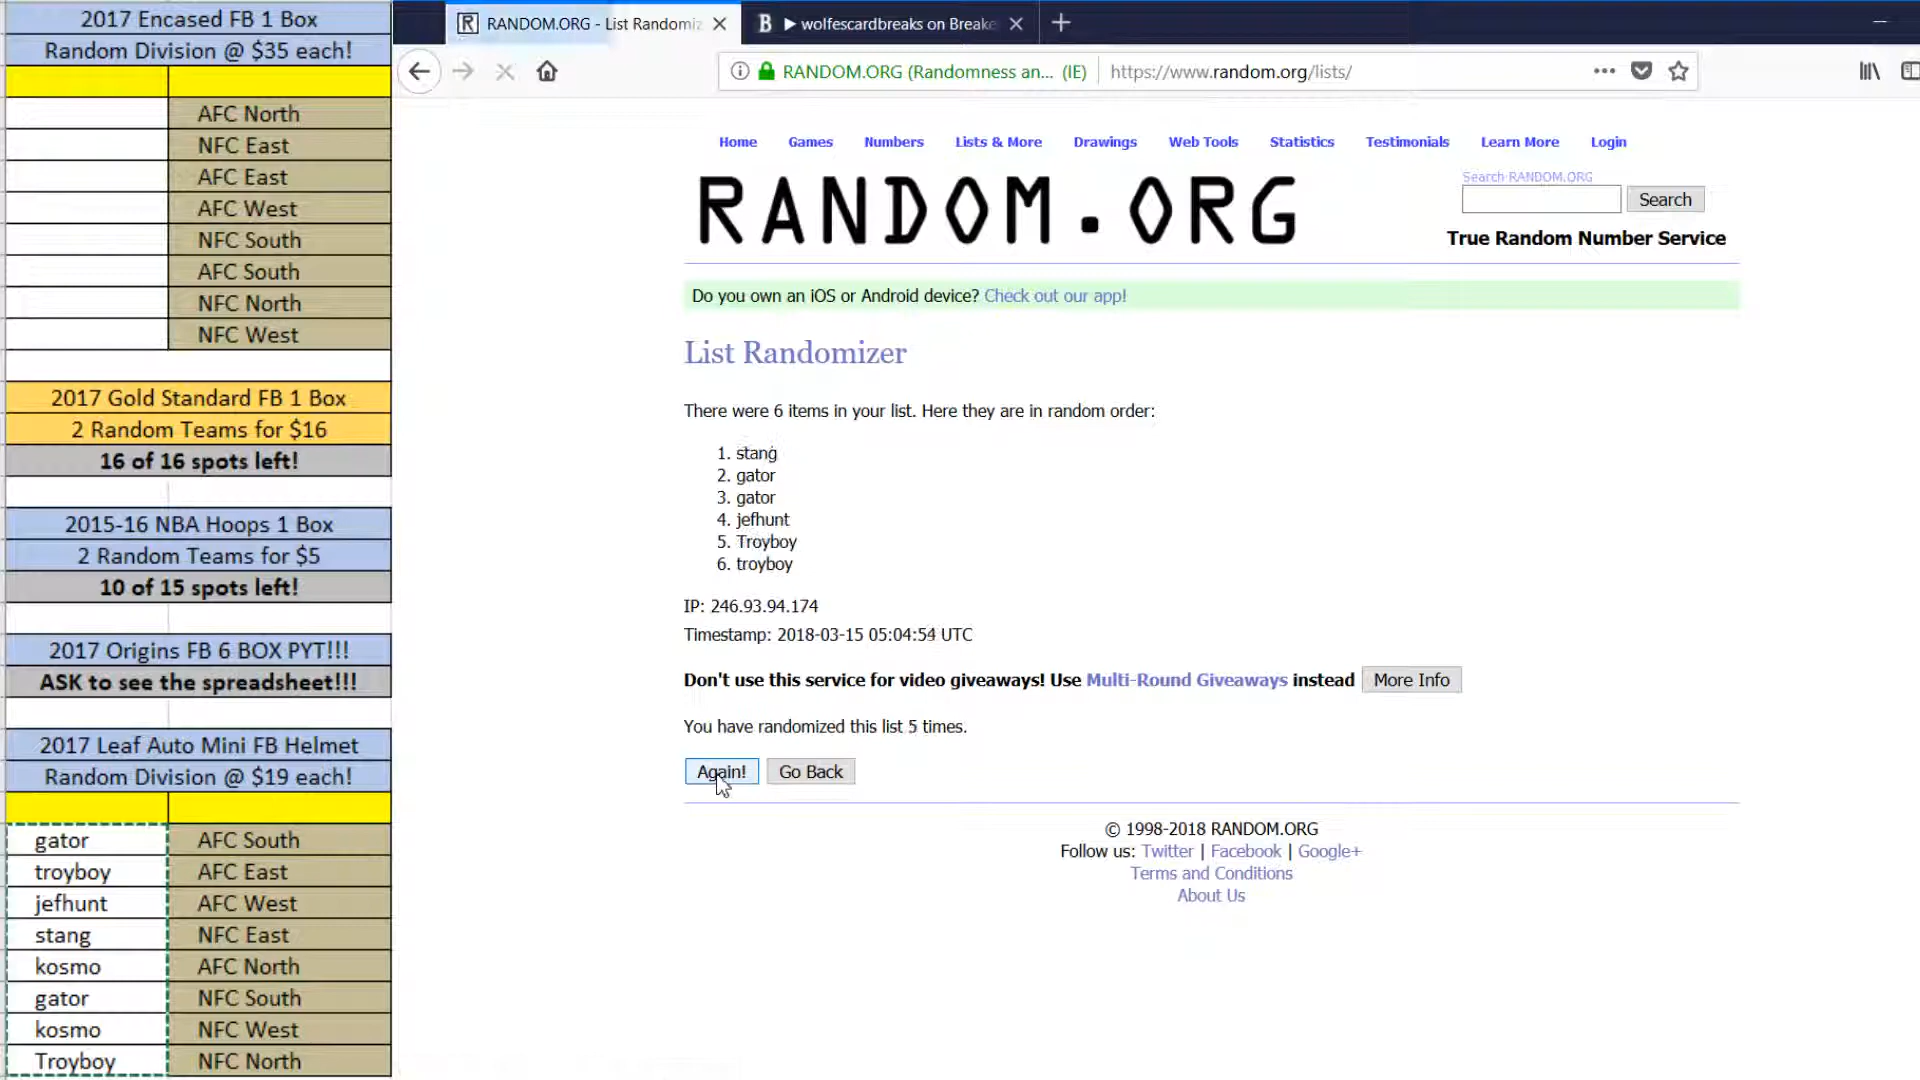 2017 Encased FB 1 Box
Random Division @ $35 each!
AFC North
NFC East
AFC East
AFC West
NFC South
AFC South
NFC North
NFC West
2017 Gold Standard FB 1 Box
2 Random Teams for $16
16 of 16 spots left!
2015-16 NBA Hoops 1 Box
2 Random Teams for $5
10 of 15 spots left!
2017 Origins FB 6 BOX PYT!!!
ASK to see the spreadsheet!!!
2017 Leaf Auto Mini FB Helmet
Random Division @ $19 each!
gator AFC South
troyboy AFC East
jefhunt AFC West
stang NFC East
kosmo AFC North
gator NFC South
kosmo NFC West
Troyboy NFC North
RANDOM.ORG - List Randomiz
B ▶ wolfescardbreaks on Breake
RANDOM.ORG (Randomness an... (IE) https://www.random.org/lists/
Home Games Numbers Lists & More Drawings Web Tools Statistics Testimonials Learn More Login
RANDOM.ORG
Search RANDOM.ORG
Search
True Random Number Service
Do you own an iOS or Android device? Check out our app!
List Randomizer
There were 6 items in your list. Here they are in random order:
1. stang
2. gator
3. gator
4. jefhunt
5. Troyboy
6. troyboy
IP: 246.93.94.174
Timestamp: 2018-03-15 05:04:54 UTC
Don't use this service for video giveaways! Use Multi-Round Giveaways instead More Info
You have randomized this list 5 times.
Again! Go Back
© 1998-2018 RANDOM.ORG
Follow us: Twitter | Facebook | Google+
Terms and Conditions
About Us